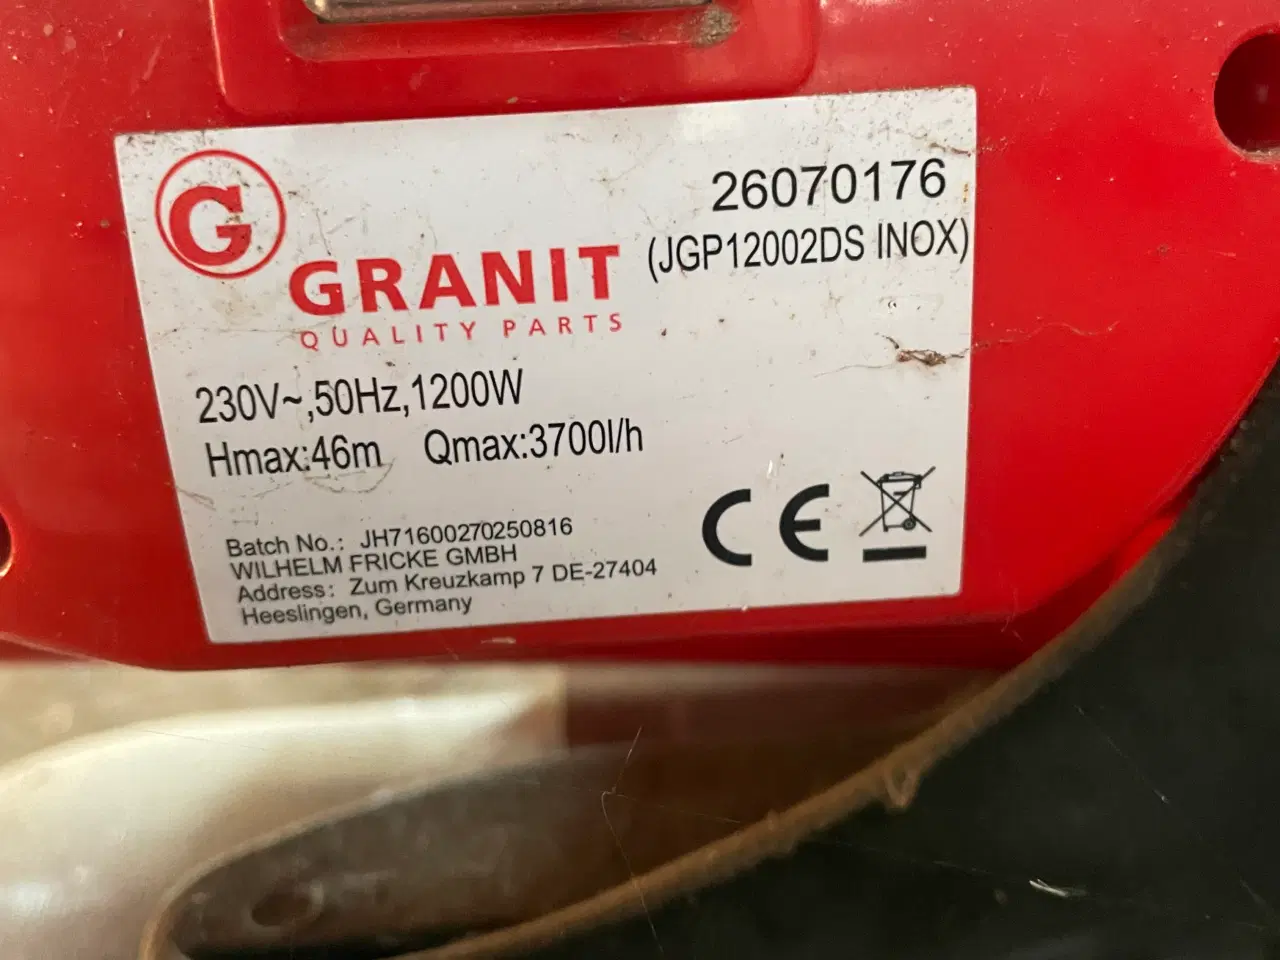 G
GRANIT
QUALITY PARTS
26070176
(JGP12002DS INOX)
230V~,50Hz,1200W
Hmax:46m Qmax:3700l/h
Batch No.: JH71600270250816
WILHELM FRICKE GMBH
Address: Zum Kreuzkamp 7 DE-27404
Heeslingen, Germany
CE